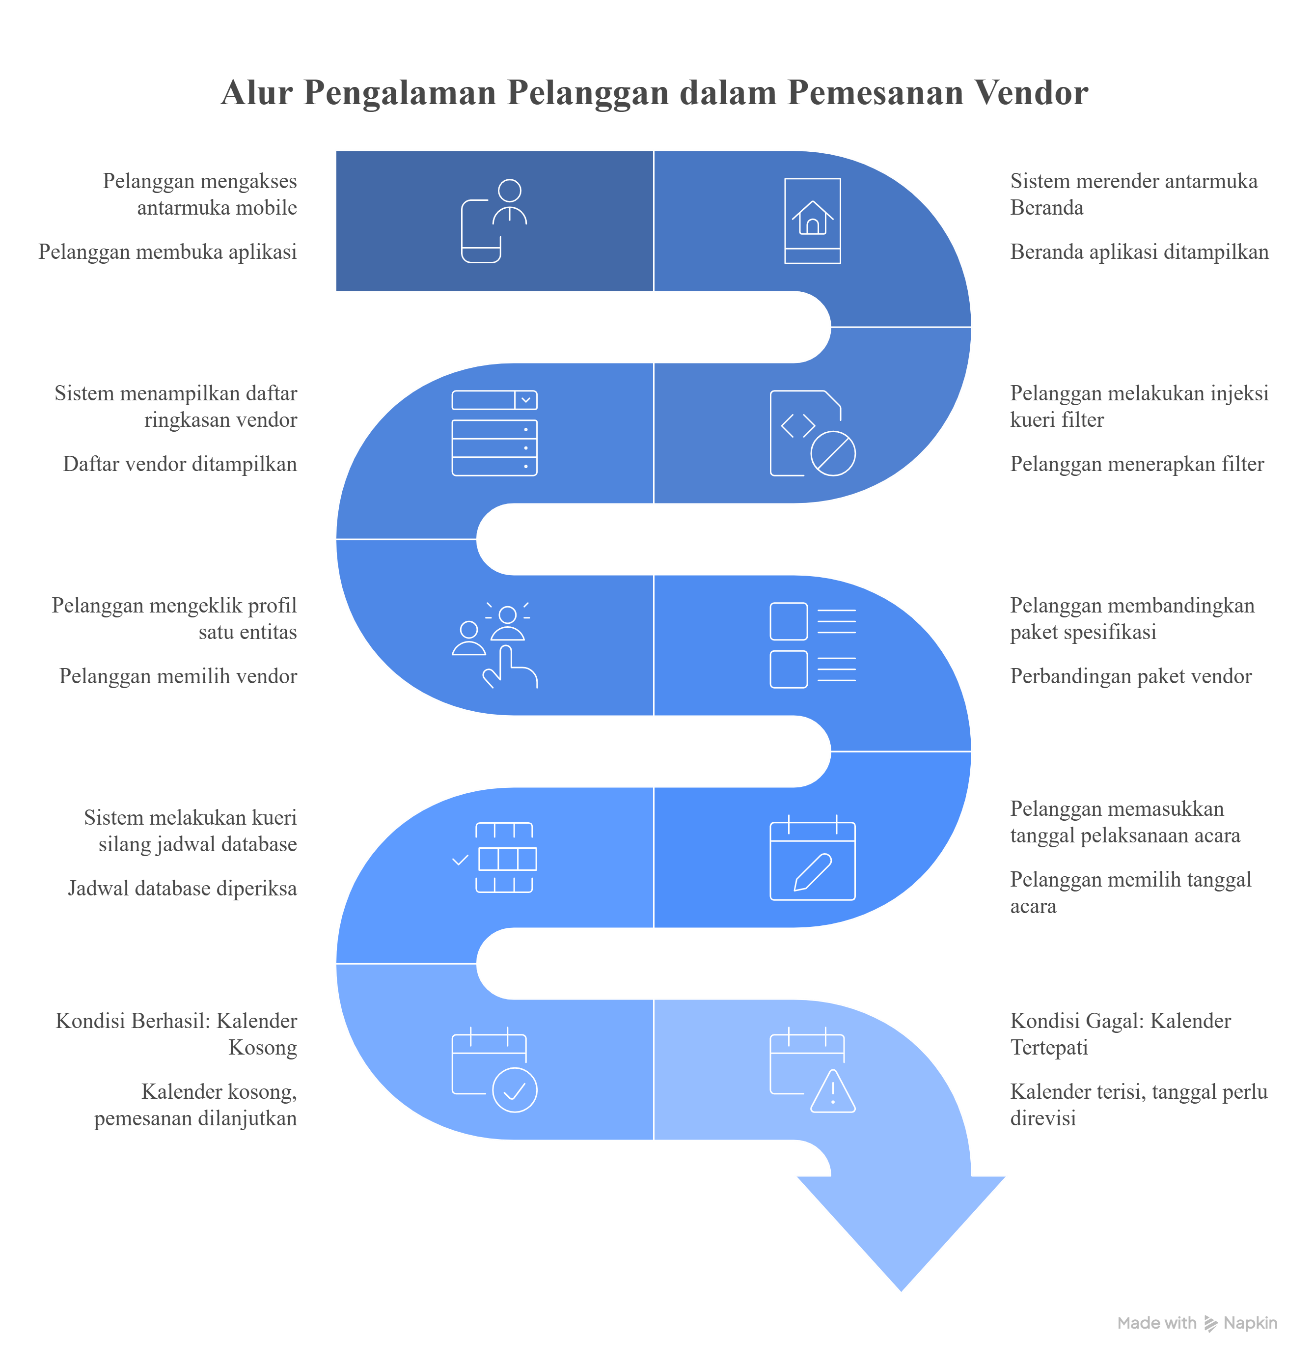 Alur Pengalaman Pelanggan dalam Pemesanan Vendor
Pelanggan mengakses
antarmuka mobile
Pelanggan membuka aplikasi
Sistem merender antarmuka
Beranda
Beranda aplikasi ditampilkan
Pelanggan melakukan injeksi
kueri filter
Pelanggan menerapkan filter
Sistem menampilkan daftar
ringkasan vendor
Daftar vendor ditampilkan
Pelanggan mengeklik profil
satu entitas
Pelanggan memilih vendor
Pelanggan membandingkan
paket spesifikasi
Perbandingan paket vendor
Pelanggan memasukkan
tanggal pelaksanaan acara
Pelanggan memilih tanggal
acara
Sistem melakukan kueri
silang jadwal database
Jadwal database diperiksa
Kondisi Berhasil: Kalender
Kosong
Kalender kosong,
pemesanan dilanjutkan
Kondisi Gagal: Kalender
Tertepati
Kalender terisi, tanggal perlu
direvisi
Made with Napkin